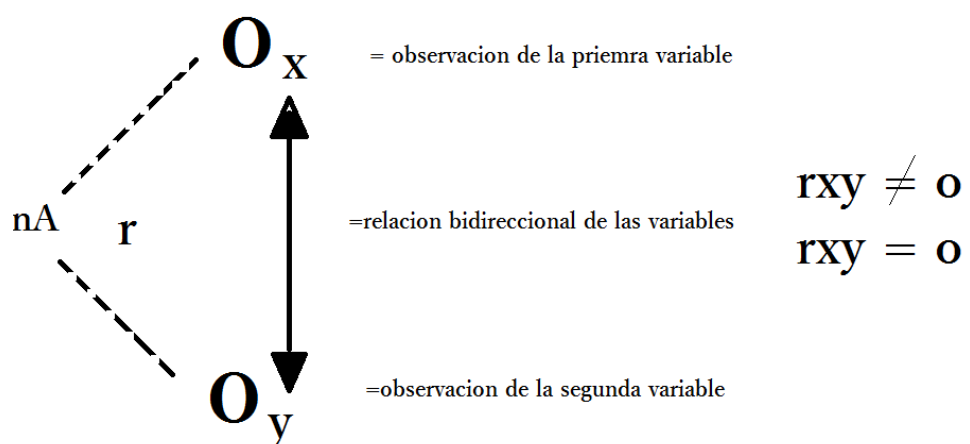 Ox = observacion de la priemra variable
nA r =relacion bidireccional de las variables
rxy ≠ o
rxy = o
Oy =observacion de la segunda variable